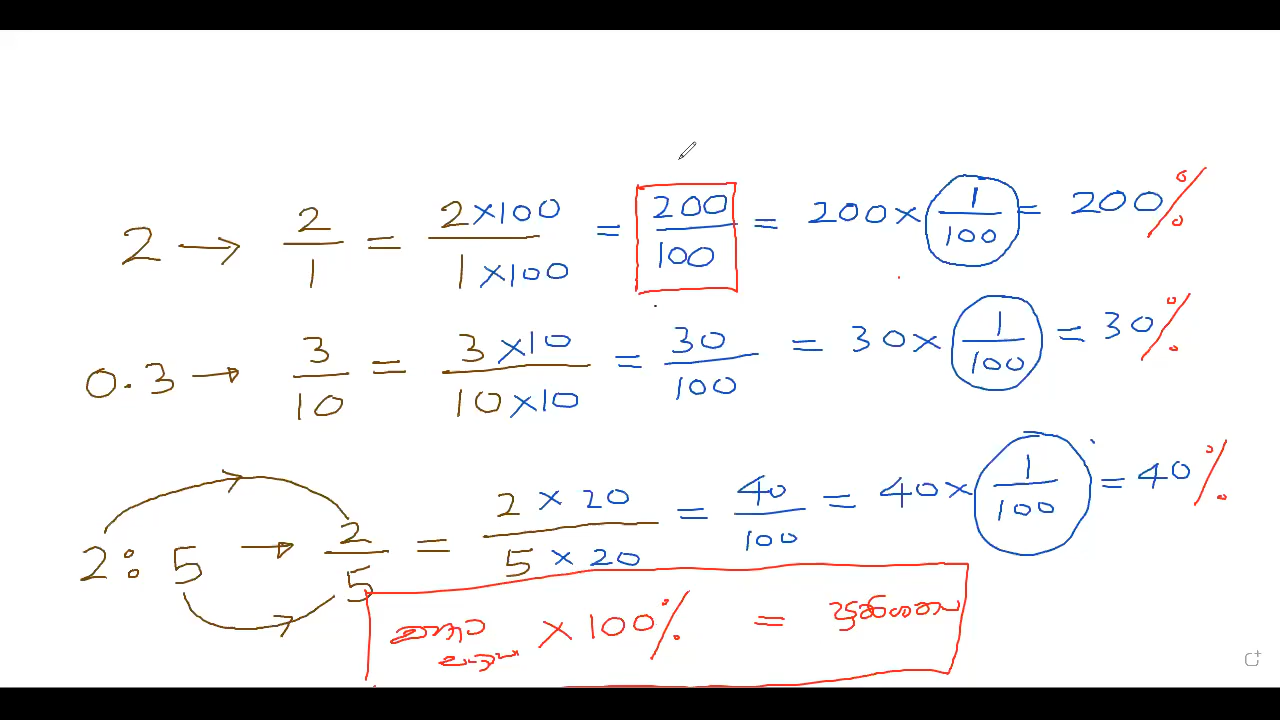 2 → 2/1 = 2×100/1×100 = 200/100 = 200× 1/100 = 200%
0.3 → 3/10 = 3×10/10×10 = 30/100 = 30× 1/100 = 30%
2: 5 → 2/5 = 2 × 20/5 × 20 = 40/100 = 40× 1/100 = 40%
× 100% =